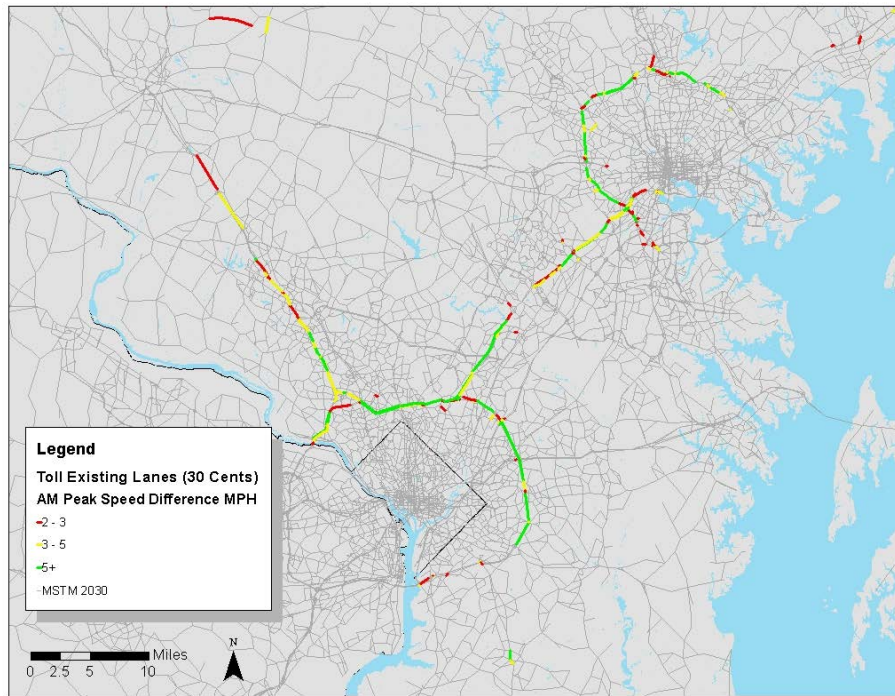 Legend
Toll Existing Lanes (30 Cents)
AM Peak Speed Difference MPH
2 - 3
3 - 5
5+
MSTM 2030
N
Miles
0 2.5 5 10